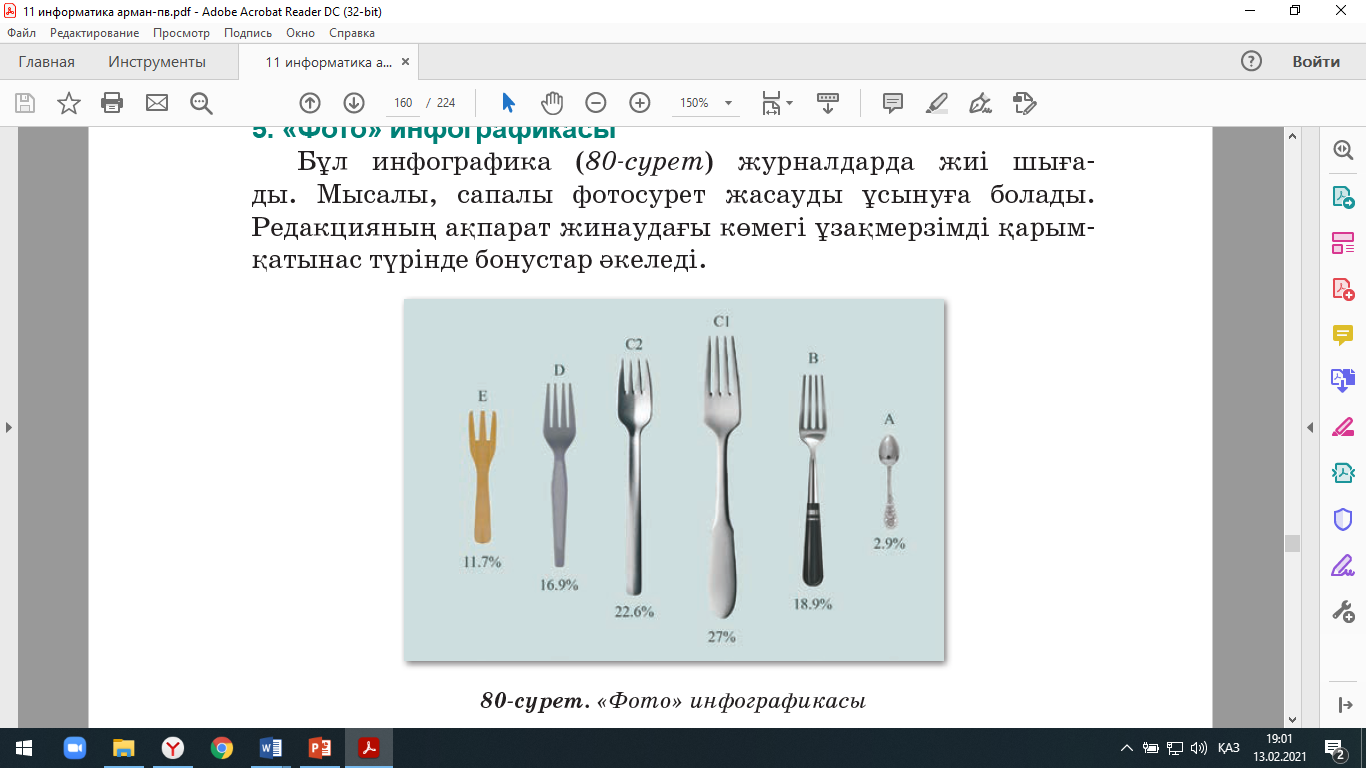 11 информатика арман-пв.pdf - Adobe Acrobat Reader DC (32-bit)
Файл Редактирование Просмотр Подпись Окно Справка
Главная Инструменты 11 информатика а... × Войти
160 / 224 150%
5. «Фото» инфографикасы
Бұл инфографика (80-сурет) журналдарда жиі шыға-
ды. Мысалы, сапалы фотосурет жасауды ұсынуға болады.
Редакцияның ақпарат жинаудағы көмегі ұзақмерзімді қарым-
қатынас түрінде бонустар әкеледі.
C1
C2
B
D
E
A
2.9%
11.7%
16.9%
18.9%
22.6%
27%
80-сурет. «Фото» инфографикасы
19:01
ҚАЗ
13.02.2021
2